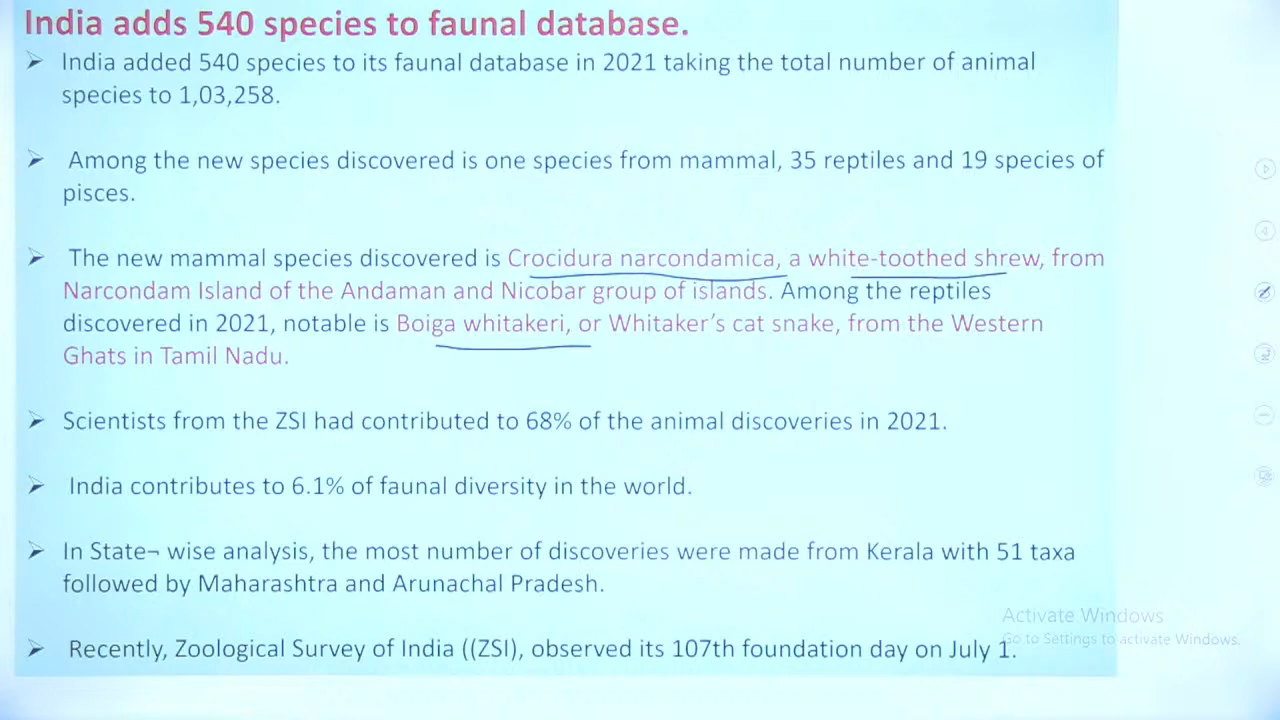 India adds 540 species to faunal database.
➢ India added 540 species to its faunal database in 2021 taking the total number of animal
species to 1,03,258.
➢ Among the new species discovered is one species from mammal, 35 reptiles and 19 species of
pisces.
➢ The new mammal species discovered is Crocidura narcondamica, a white-toothed shrew, from
Narcondam Island of the Andaman and Nicobar group of islands. Among the reptiles
discovered in 2021, notable is Boiga whitakeri, or Whitaker's cat snake, from the Western
Ghats in Tamil Nadu.
➢ Scientists from the ZSI had contributed to 68% of the animal discoveries in 2021.
➢ India contributes to 6.1% of faunal diversity in the world.
➢ In State¬ wise analysis, the most number of discoveries were made from Kerala with 51 taxa
followed by Maharashtra and Arunachal Pradesh.
➢ Recently, Zoological Survey of India ((ZSI), observed its 107th foundation day on July 1.
Activate Windows
Go to Settings to activate Windows.